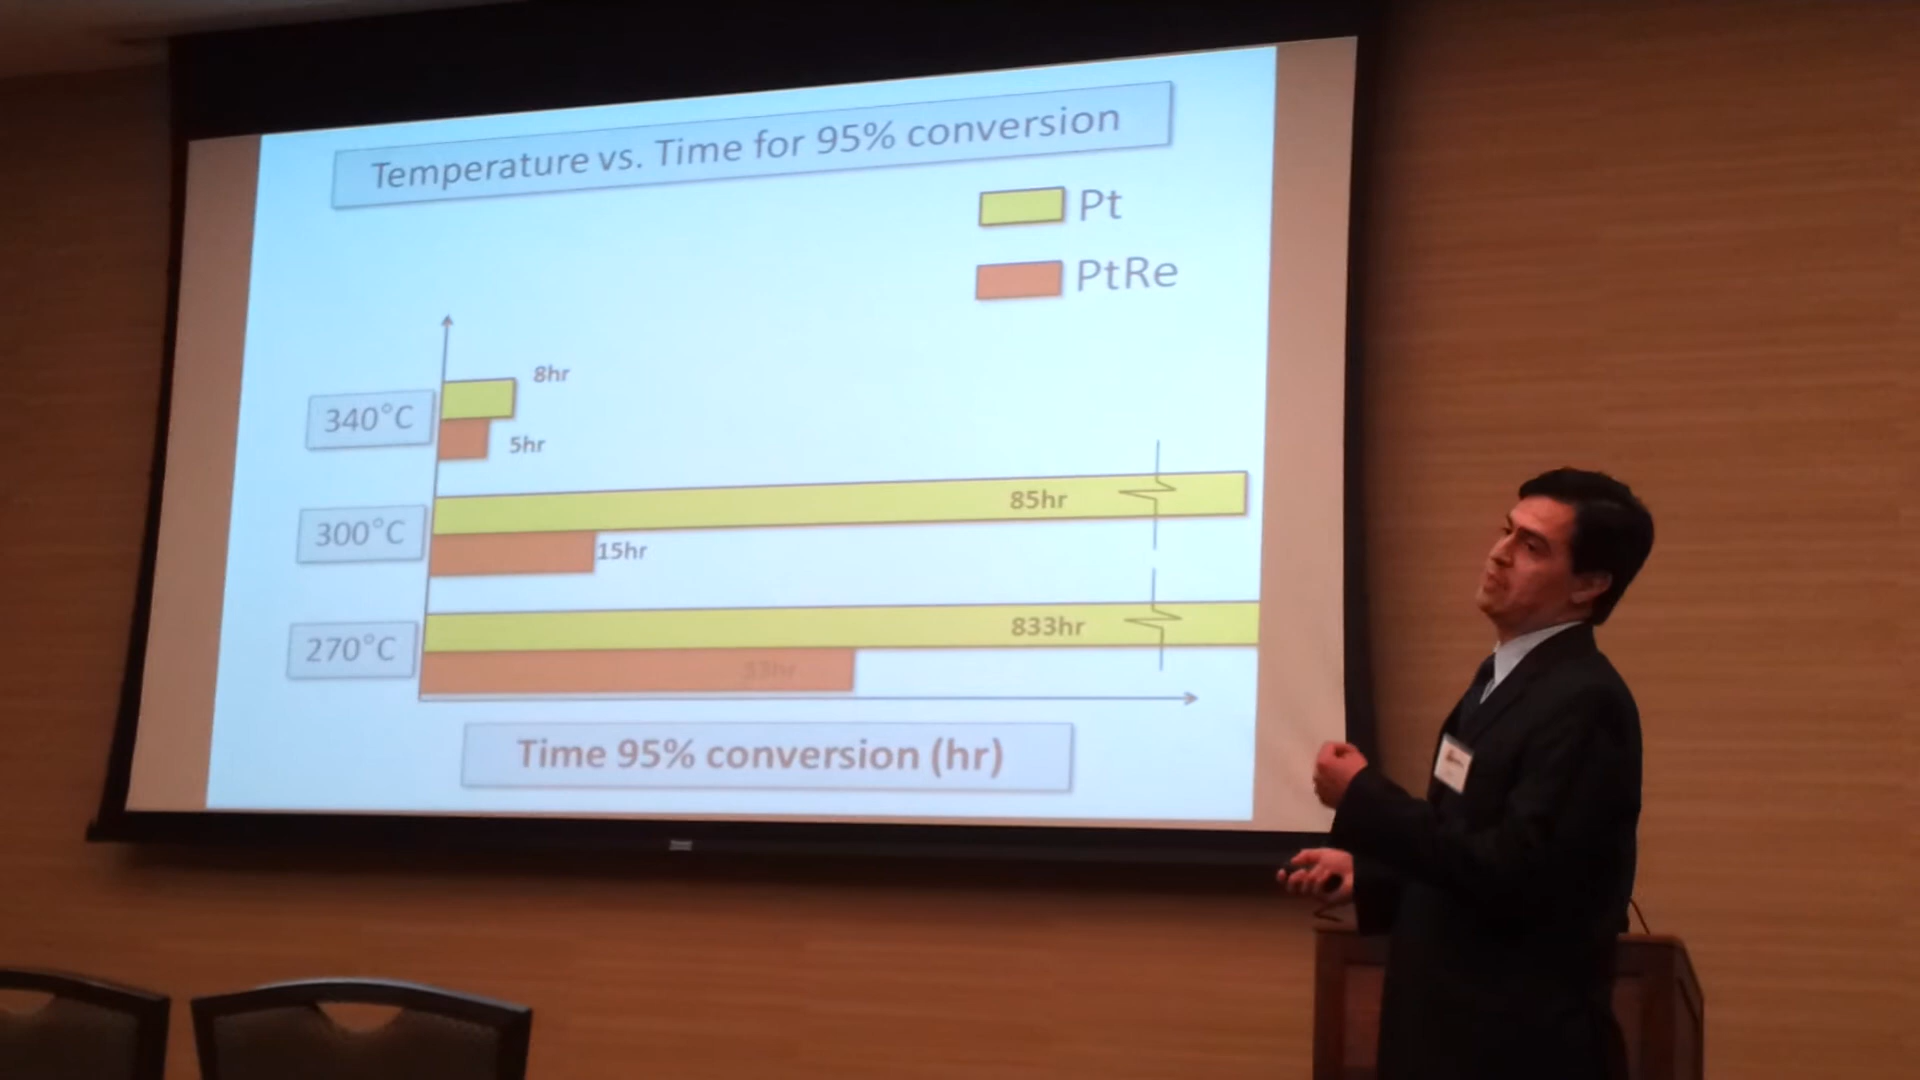 Temperature vs. Time for 95% conversion
Pt
PtRe
8hr
340°C
5hr
85hr
300°C
15hr
833hr
270°C
Time 95% conversion (hr)